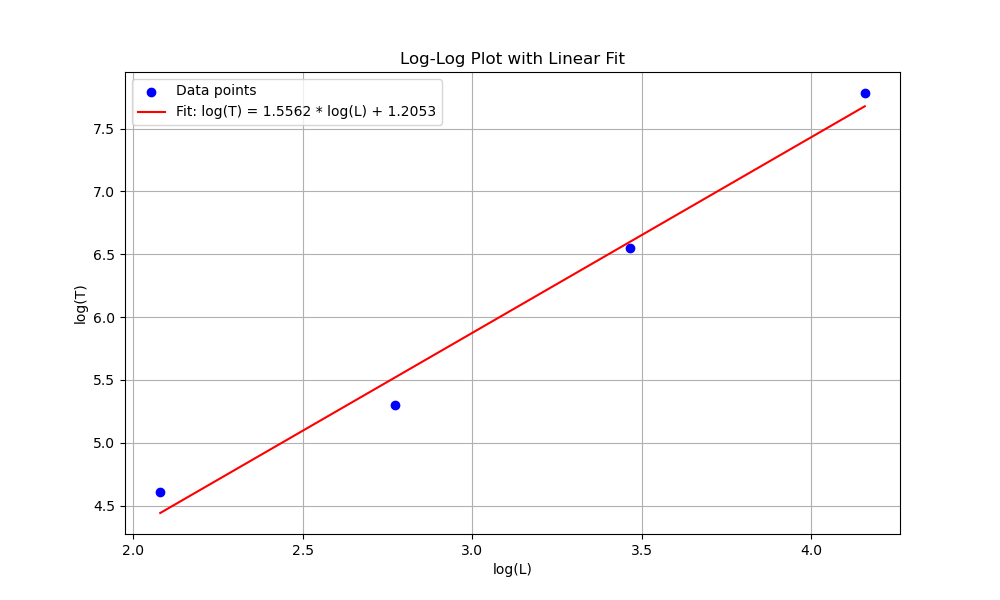 Log-Log Plot with Linear Fit
Data points
Fit: log(T) = 1.5562 * log(L) + 1.2053
7.5
7.0
6.5
6.0
5.5
5.0
4.5
log(T)
2.0 2.5 3.0 3.5 4.0
log(L)